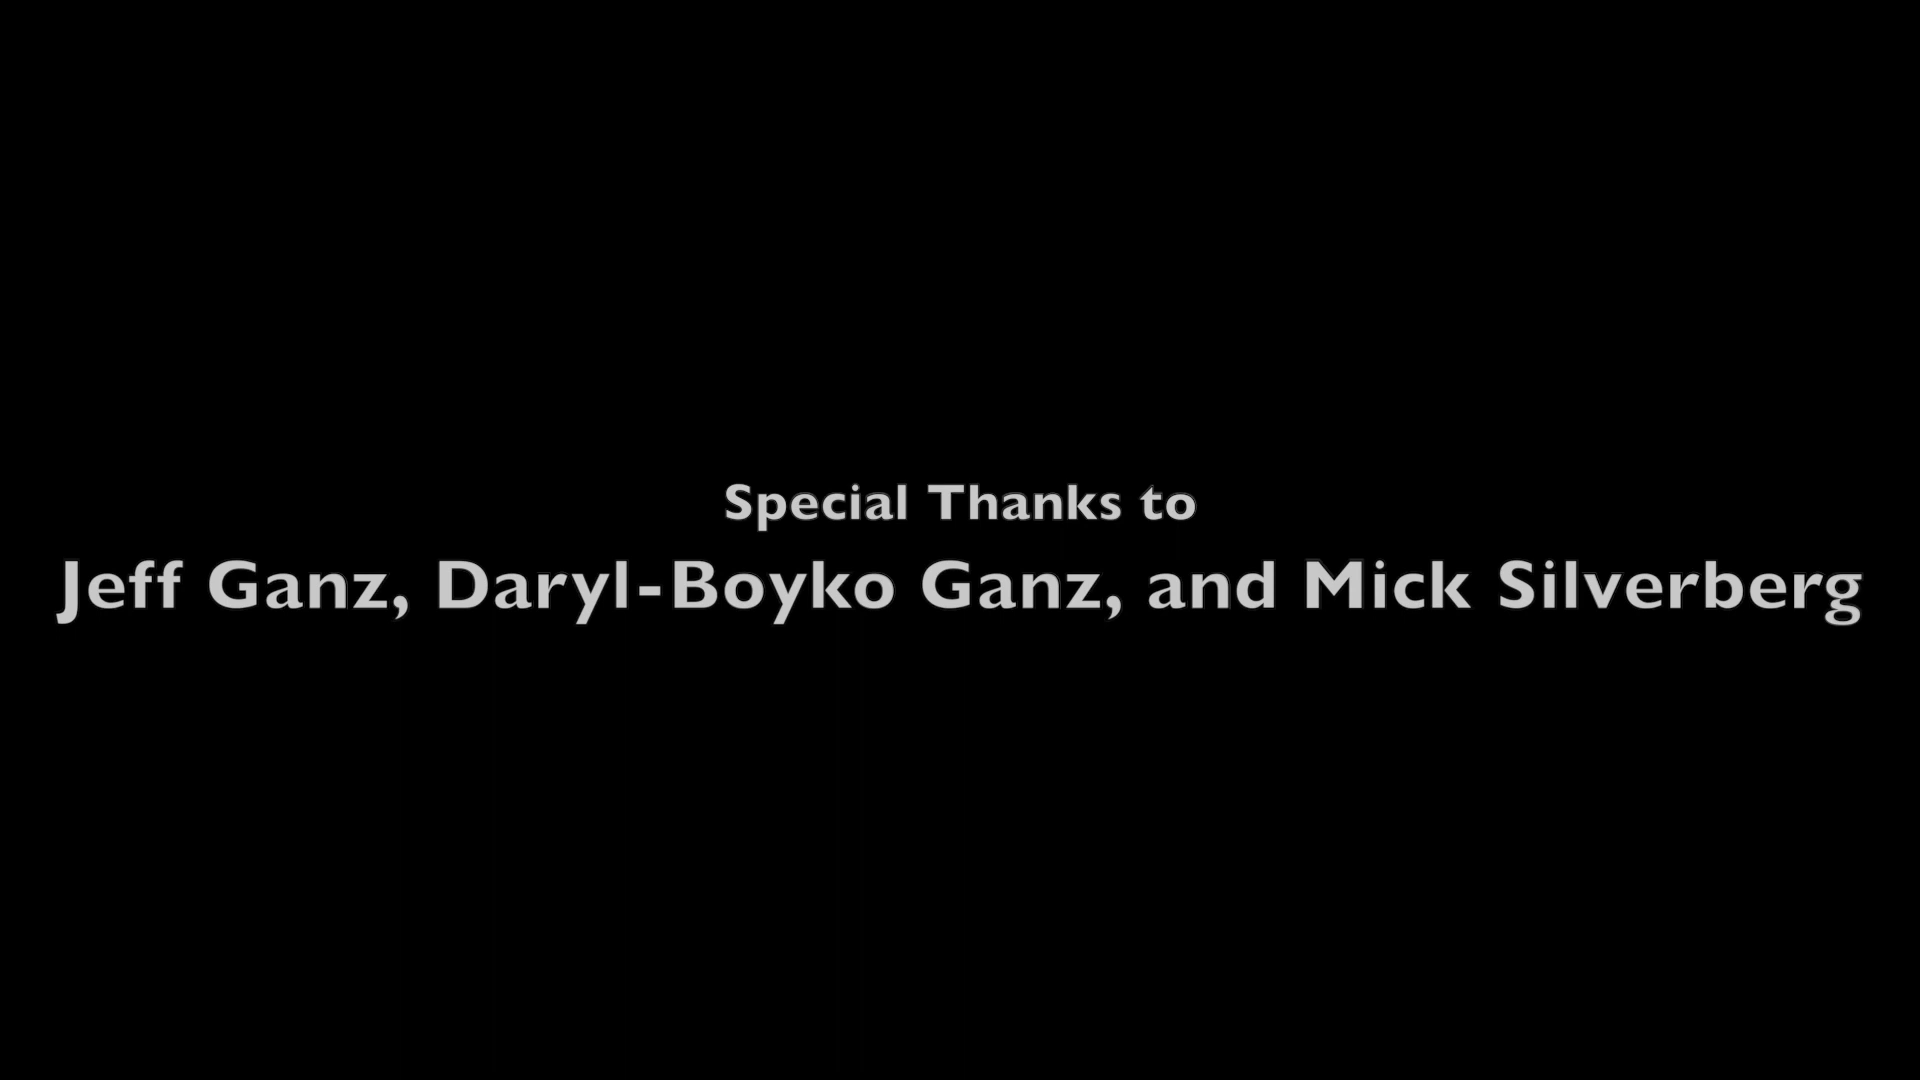 Special Thanks to
Jeff Ganz, Daryl-Boyko Ganz, and Mick Silverberg